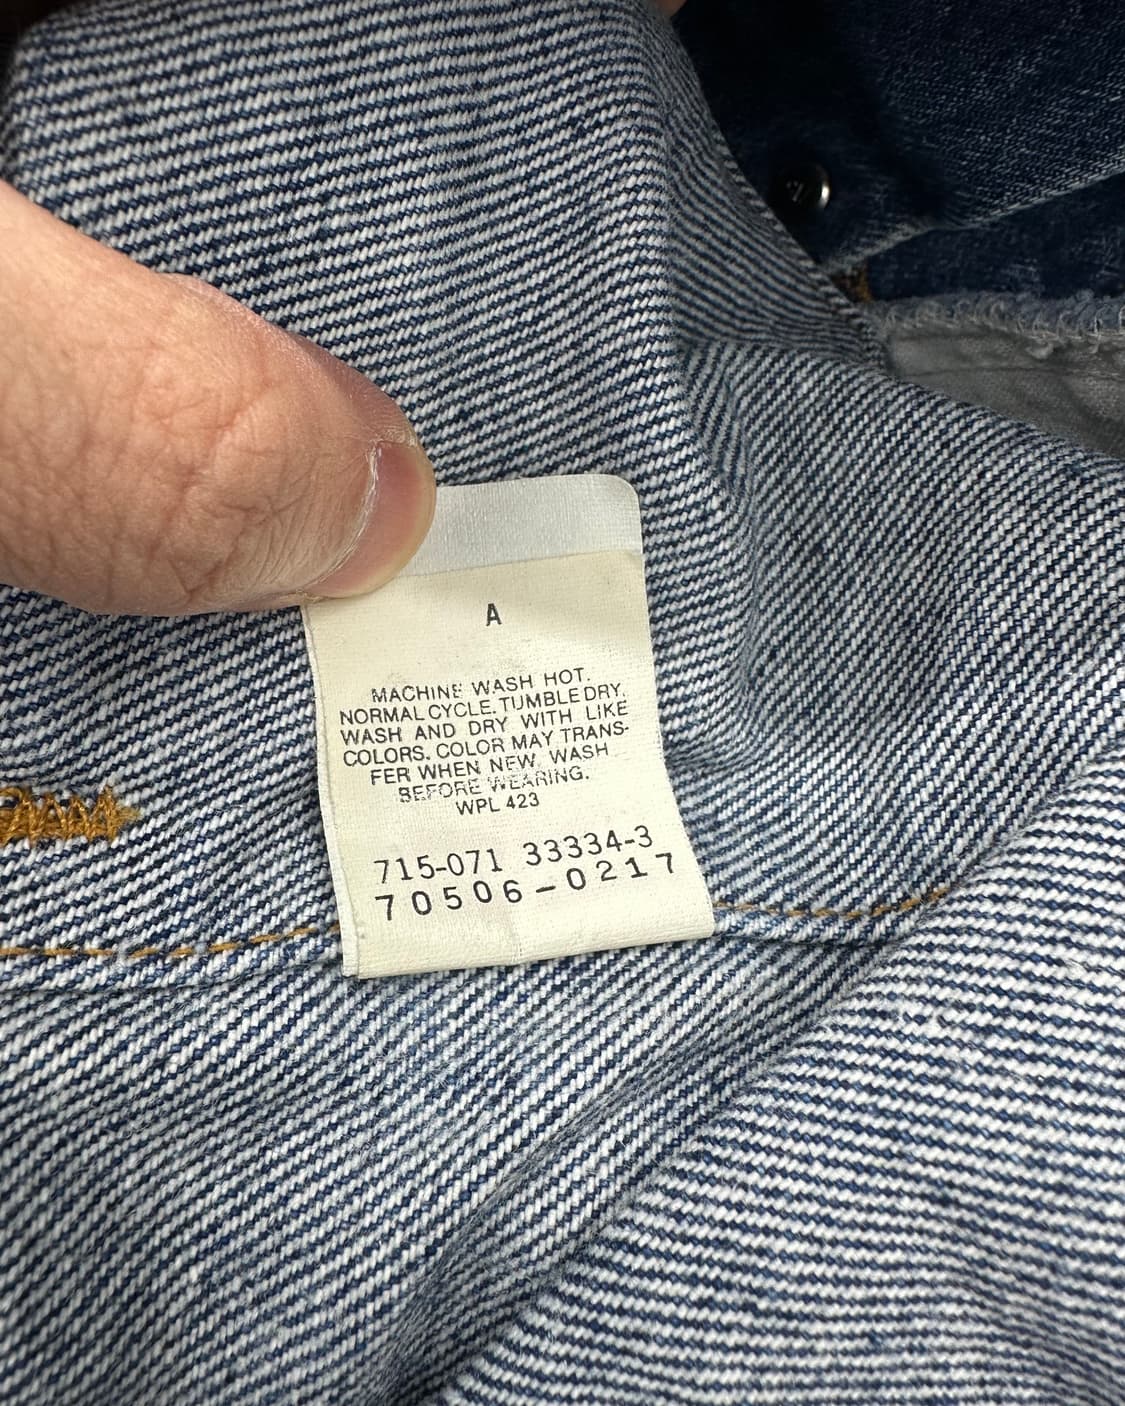 A
MACHINE WASH HOT.
NORMAL CYCLE. TUMBLE DRY.
WASH AND DRY WITH LIKE
COLORS. COLOR MAY TRANS-
FER WHEN NEW, WASH
BEFORE WEARING.
WPL 423
715-071 33334-3
70506-0217